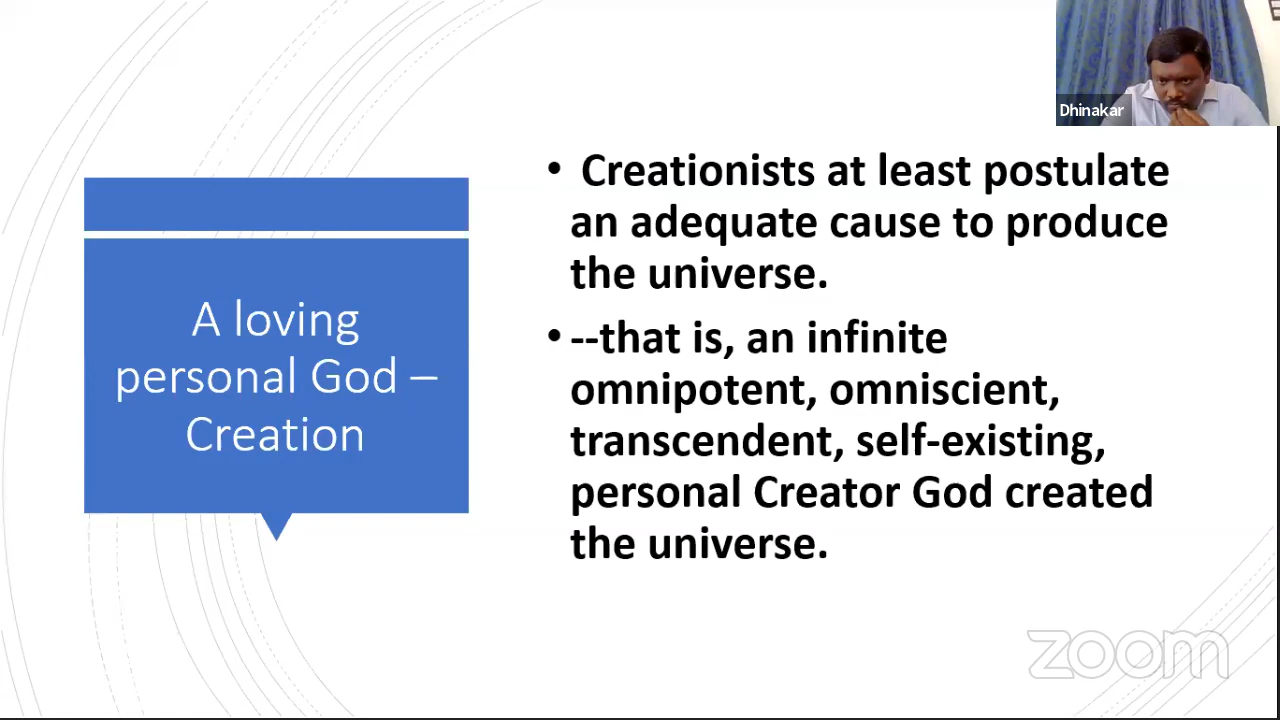 Dhinakar
A loving
personal God –
Creation
• Creationists at least postulate
an adequate cause to produce
the universe.
• --that is, an infinite
omnipotent, omniscient,
transcendent, self-existing,
personal Creator God created
the universe.
zoom